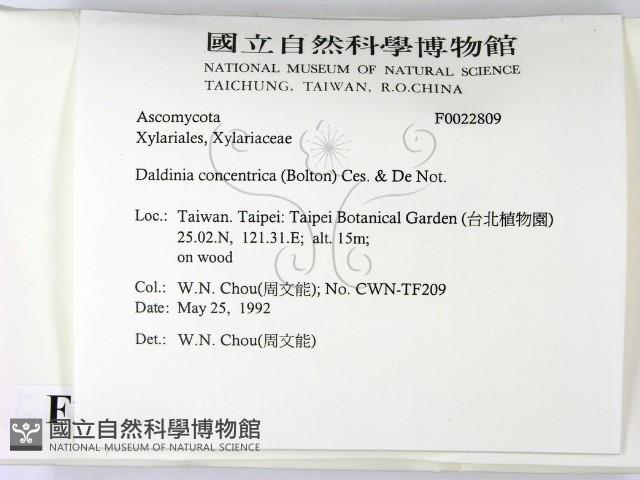 國立自然科學博物館
NATIONAL MUSEUM OF NATURAL SCIENCE
TAICHUNG, TAIWAN, R.O.CHINA
Ascomycota F0022809
Xylariales, Xylariaceae
Daldinia concentrica (Bolton) Ces. & De Not.
Loc.: Taiwan. Taipei: Taipei Botanical Garden (台北植物園)
25.02.N, 121.31.E; alt. 15m;
on wood
Col.: W.N. Chou(周文能); No. CWN-TF209
Date: May 25, 1992
Det.: W.N. Chou(周文能)
F
國立自然科學博物館
NATIONAL MUSEUM OF NATURAL SCIENCE